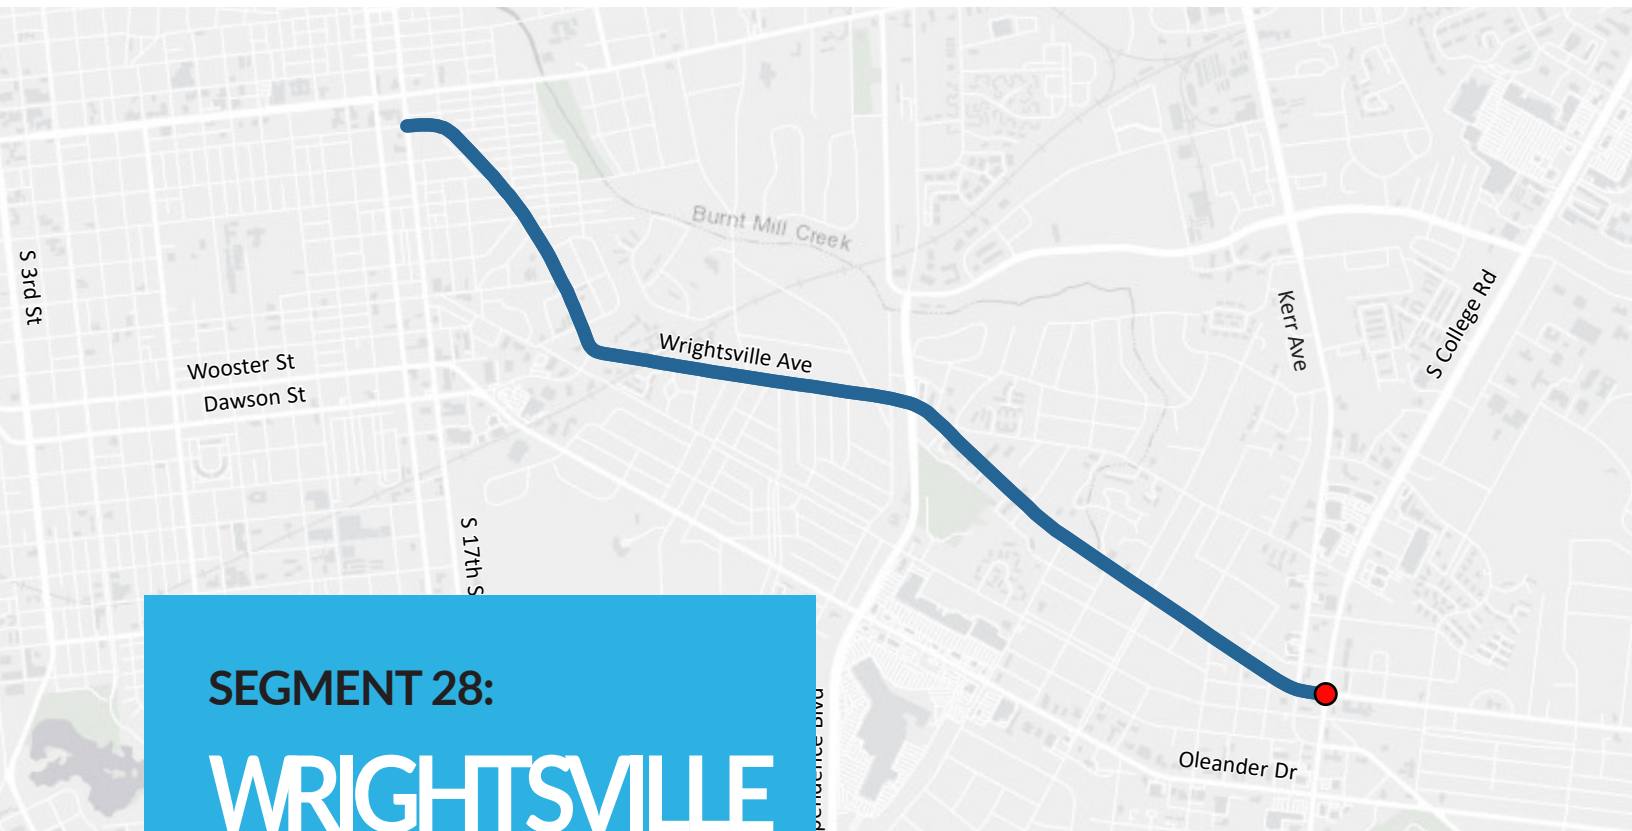 Burnt Mill Creek
S 3rd St
Kerr Ave
S College Rd
Wrightsville Ave
Wooster St
Dawson St
S 17th S
SEGMENT 28:
WRIGHTSVILLE
Oleander Dr